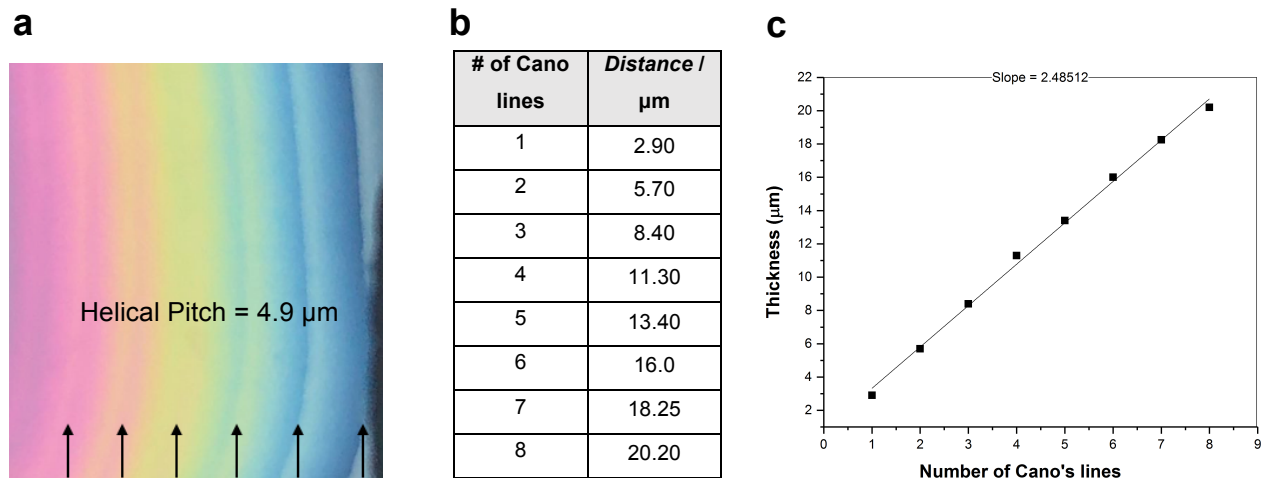 a
Helical Pitch = 4.9 µm
b
# of Cano lines	Distance / µm
1	2.90
2	5.70
3	8.40
4	11.30
5	13.40
6	16.0
7	18.25
8	20.20
c
Slope = 2.48512
22
20
18
16
14
12
10
8
6
4
2
0 1 2 3 4 5 6 7 8 9
Thickness (µm)
Number of Cano's lines